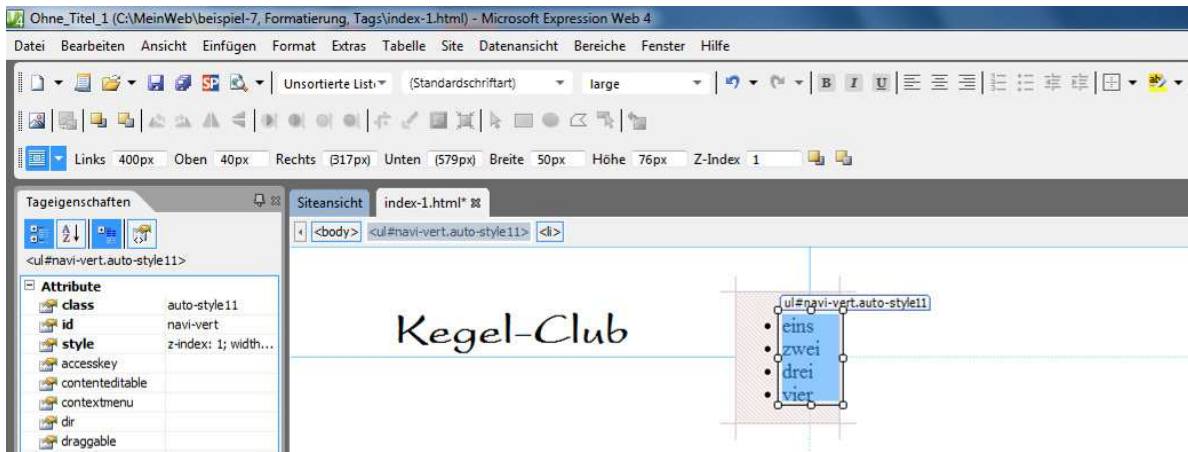 Ohne_Titel_1 (C:\MeinWeb\beispiel-7, Formatierung, Tags\index-1.html) - Microsoft Expression Web 4
Datei Bearbeiten Ansicht Einfügen Format Extras Tabelle Site Datenansicht Bereiche Fenster Hilfe
Unsortierte List (Standardschriftart) large B I U
Links 400px Oben 40px Rechts (317px) Unten (579px) Breite 50px Höhe 76px Z-Index 1
Tageigenschaften
Siteansicht index-1.html*
<body> <ul#navi-vert.auto-style11> <li>
<ul#navi-vert.auto-style11>
Attribute
class auto-style11
id navi-vert
style z-index: 1; width...
accesskey
contenteditable
contextmenu
dir
draggable
Kegel-Club
ul#navi-vert.auto-style11
• eins
• zwei
• drei
• vier